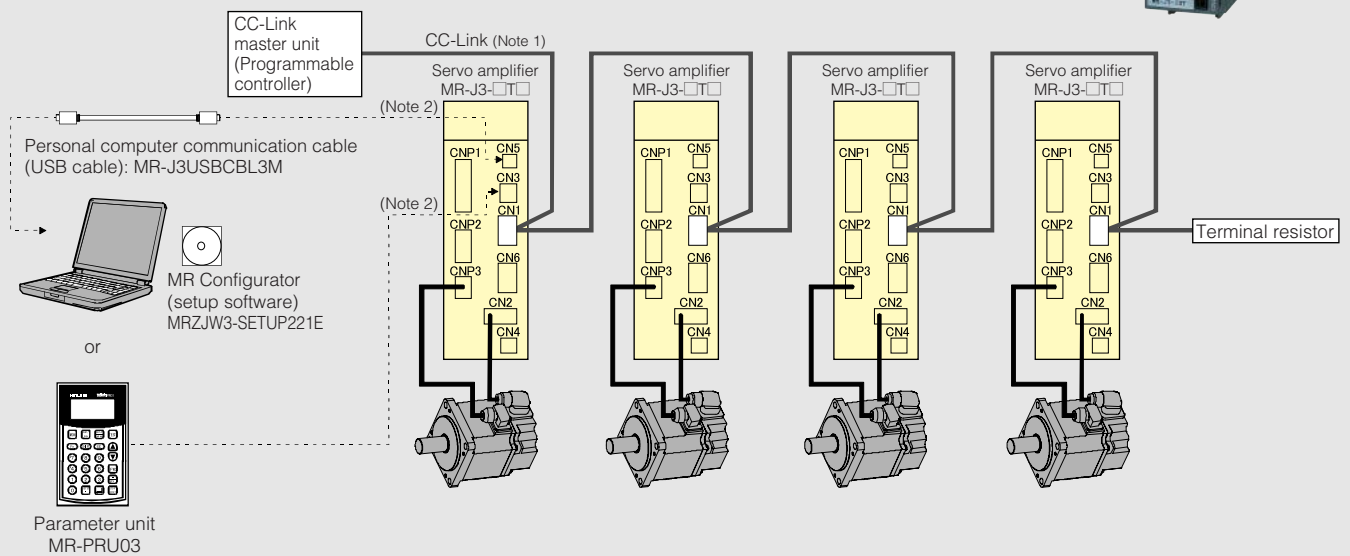 CC-Link
master unit
(Programmable
controller)
CC-Link (Note 1)
Servo amplifier
MR-J3-□T□
Servo amplifier
MR-J3-□T□
Servo amplifier
MR-J3-□T□
Servo amplifier
MR-J3-□T□
(Note 2)
Personal computer communication cable
(USB cable): MR-J3USBCBL3M
(Note 2)
MR Configurator
(setup software)
MRZJW3-SETUP221E
or
Parameter unit
MR-PRU03
CNP1
CN5
CN3
CN1
CNP2
CN6
CNP3
CN2
CN4
CNP1
CN5
CN3
CN1
CNP2
CN6
CNP3
CN2
CN4
CNP1
CN5
CN3
CN1
CNP2
CN6
CNP3
CN2
CN4
CNP1
CN5
CN3
CN1
CNP2
CN6
CNP3
CN2
CN4
Terminal resistor